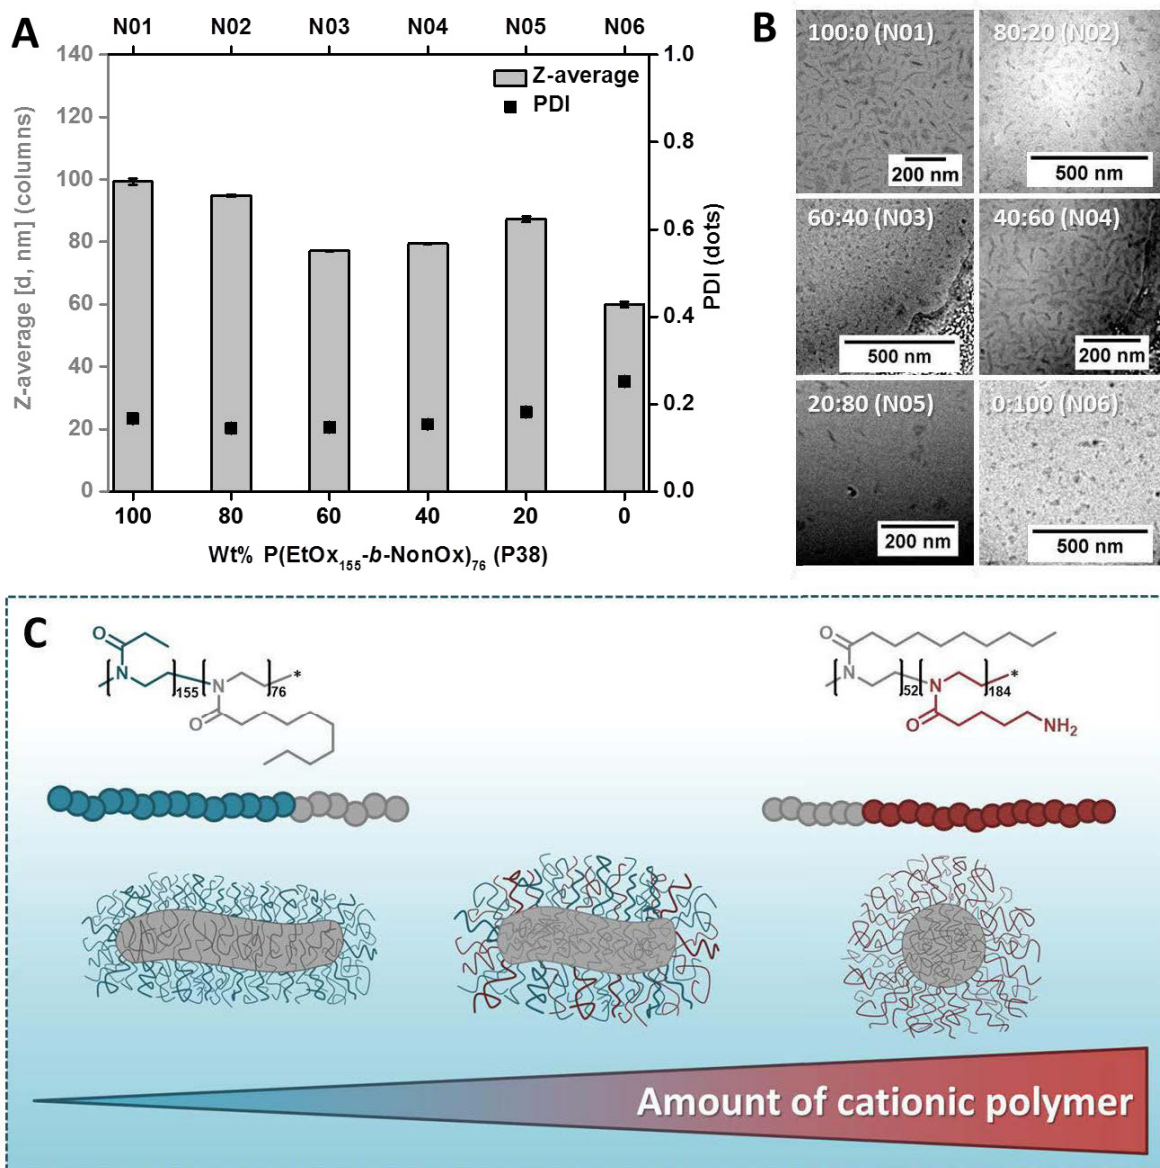 A
N01 N02 N03 N04 N05 N06
140
120
100
80
60
40
20
0
Z-average [d, nm] (columns)
Z-average
PDI
1.0
0.8
0.6
0.4
0.2
0.0
PDI (dots)
100 80 60 40 20 0
Wt% P(EtOx155-b-NonOx)76 (P38)
B
100:0 (N01)
200 nm
80:20 (N02)
500 nm
60:40 (N03)
500 nm
40:60 (N04)
200 nm
20:80 (N05)
200 nm
0:100 (N06)
500 nm
C
O
N
155
N
76
*
O
O
N
52
N
184
*
O
NH2
Amount of cationic polymer